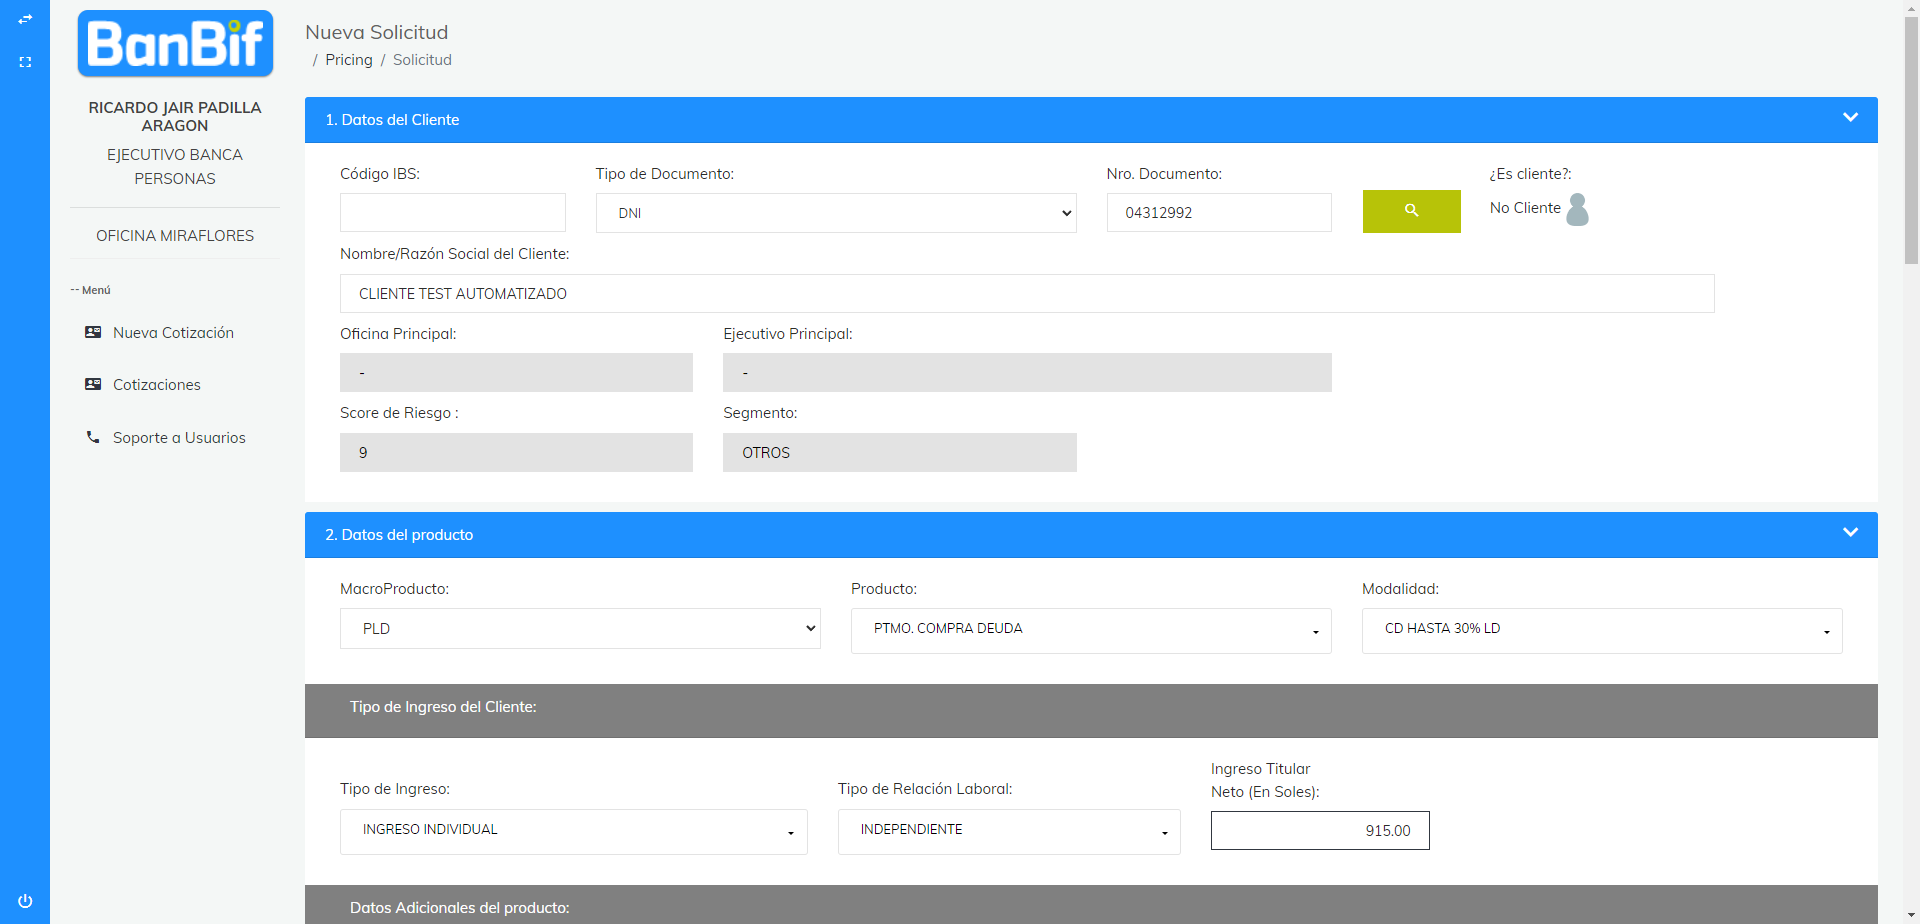 BanBif
RICARDO JAIR PADILLA
ARAGON
EJECUTIVO BANCA
PERSONAS
OFICINA MIRAFLORES
-- Menú
Nueva Cotización
Cotizaciones
Soporte a Usuarios
Nueva Solicitud
/ Pricing / Solicitud
1. Datos del Cliente
Código IBS:
Tipo de Documento:
Nro. Documento:
¿Es cliente?:
DNI
04312992
No Cliente
Nombre/Razón Social del Cliente:
CLIENTE TEST AUTOMATIZADO
Oficina Principal:
Ejecutivo Principal:
-
-
Score de Riesgo :
Segmento:
9
OTROS
2. Datos del producto
MacroProducto:
Producto:
Modalidad:
PLD
PTMO. COMPRA DEUDA
CD HASTA 30% LD
Tipo de Ingreso del Cliente:
Tipo de Ingreso:
Tipo de Relación Laboral:
Ingreso Titular
Neto (En Soles):
INGRESO INDIVIDUAL
INDEPENDIENTE
915.00
Datos Adicionales del producto: